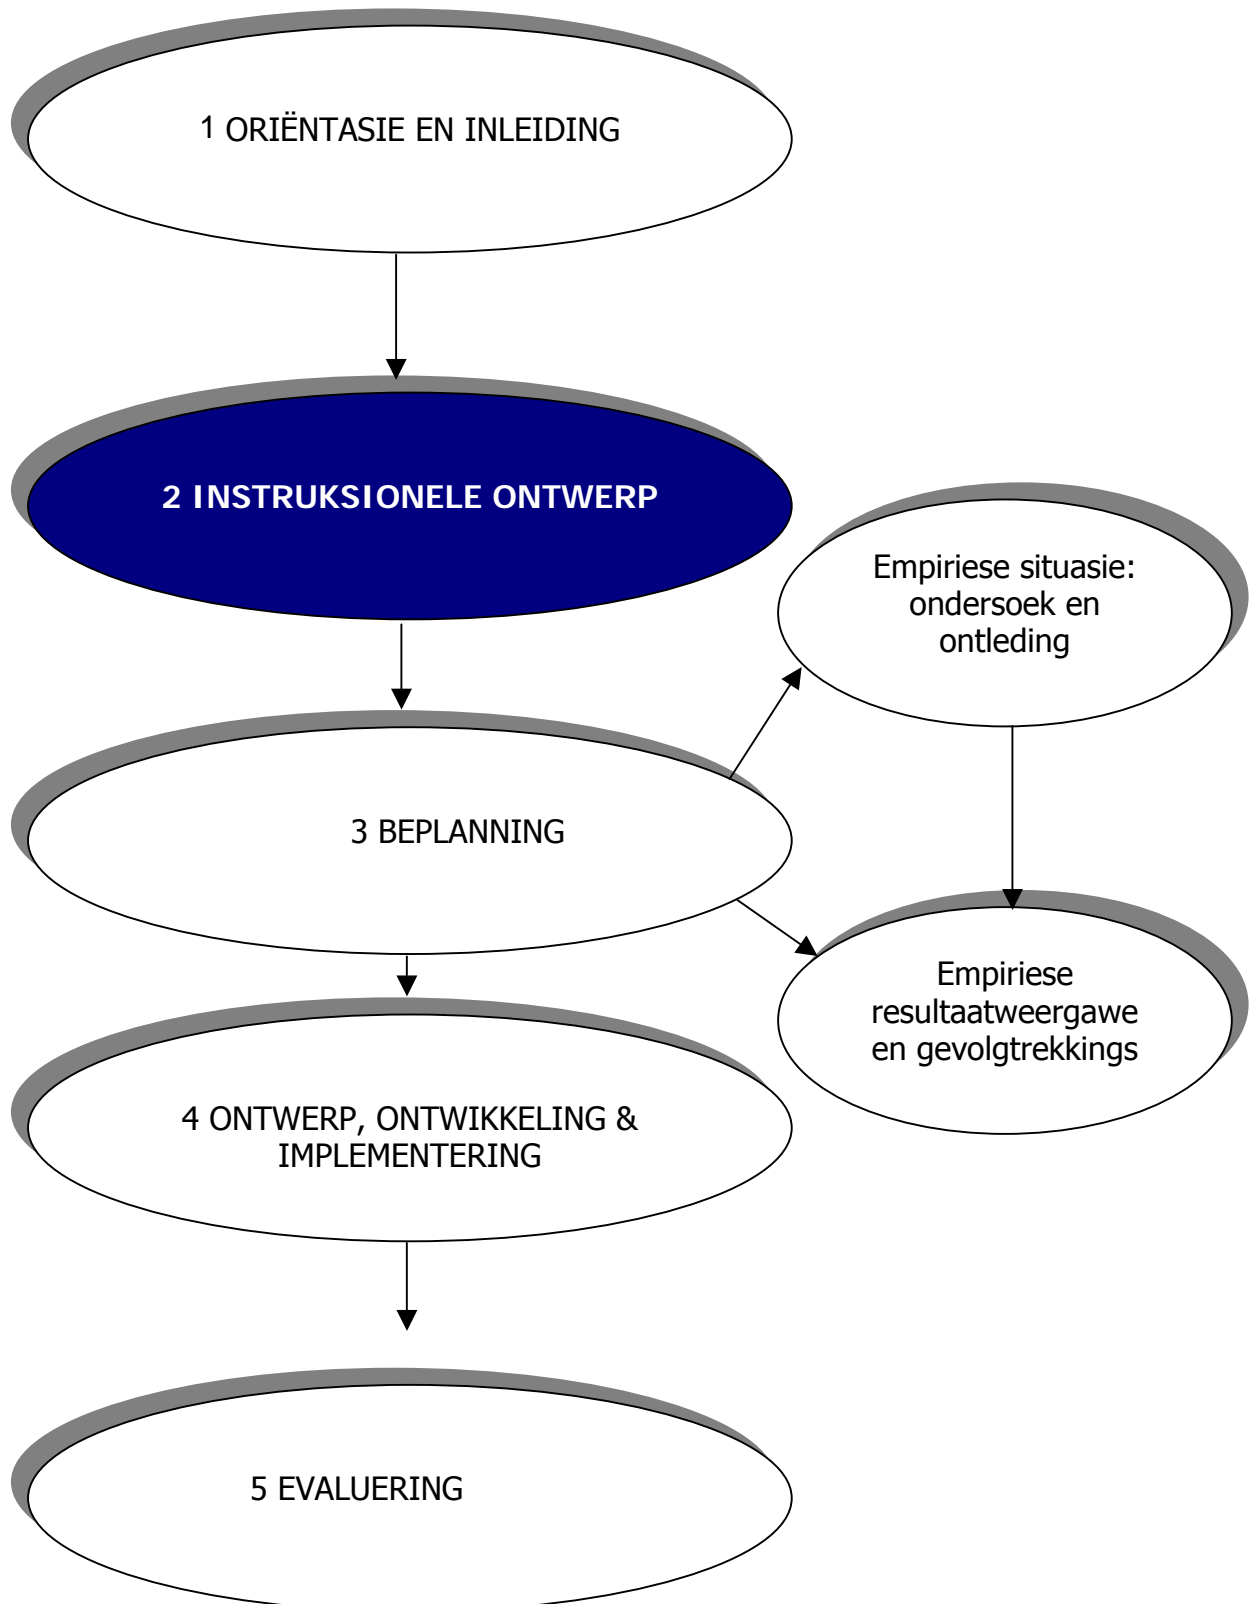 1 ORIËNTASIE EN INLEIDING
2 INSTRUKSIONELE ONTWERP
Empiriese situasie:
ondersoek en
ontleding
3 BEPLANNING
Empiriese
resultaatweergawe
en gevolgtrekkings
4 ONTWERP, ONTWIKKELING &
IMPLEMENTERING
5 EVALUERING